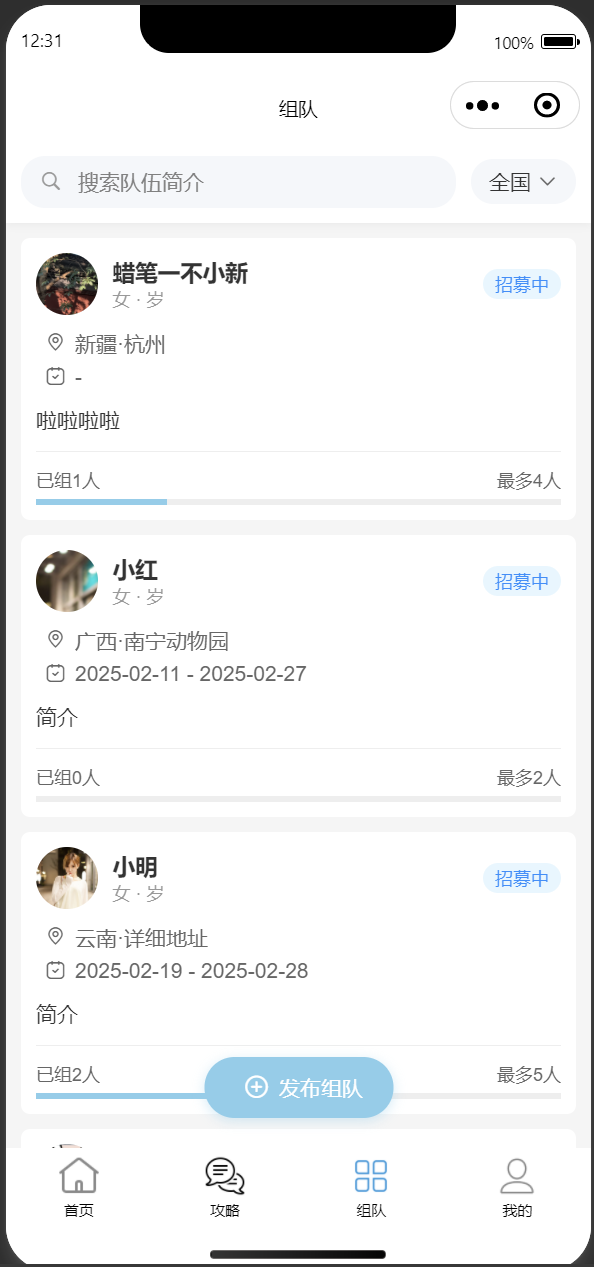 12:31
100%
组队
搜索队伍简介
全国
蜡笔一不小新
招募中
女 · 岁
新疆·杭州
-
啦啦啦啦
已组1人
最多4人
小红
招募中
女 · 岁
广西·南宁动物园
2025-02-11 - 2025-02-27
简介
已组0人
最多2人
小明
招募中
女 · 岁
云南·详细地址
2025-02-19 - 2025-02-28
简介
已组2人
最多5人
发布组队
首页
攻略
组队
我的